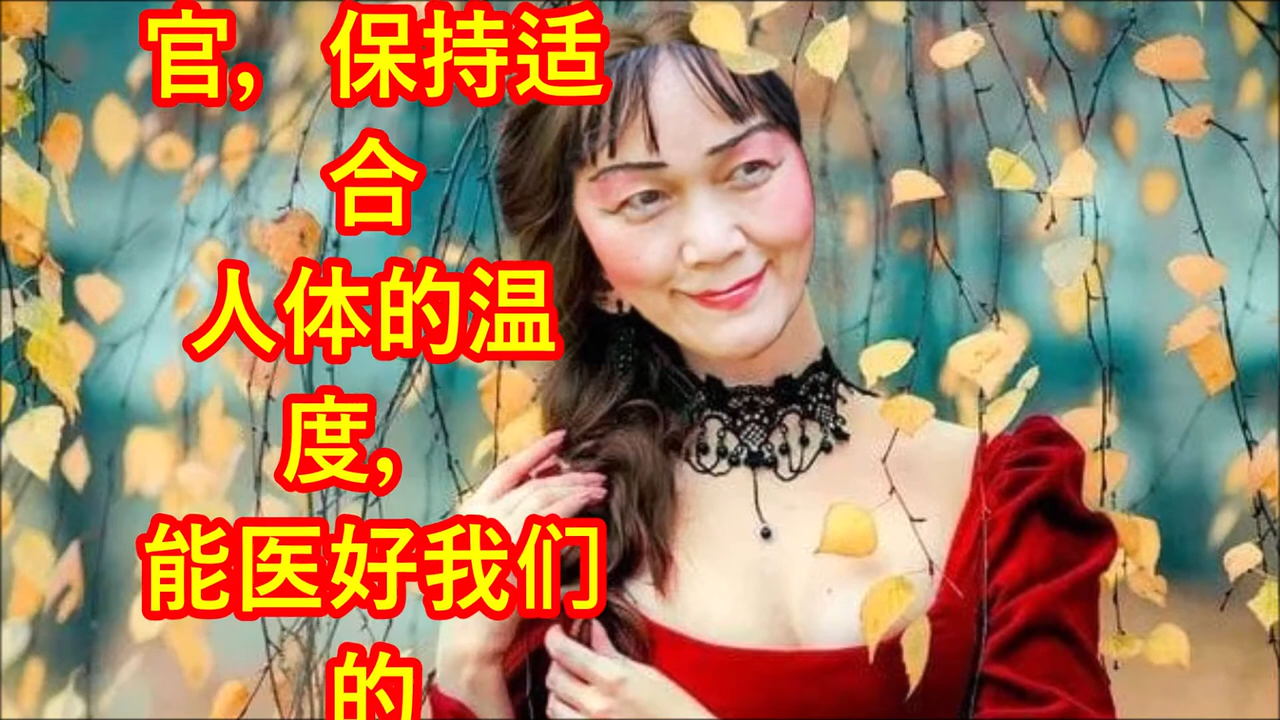 官，保持适
合
人体的温
度，
能医好我们
的